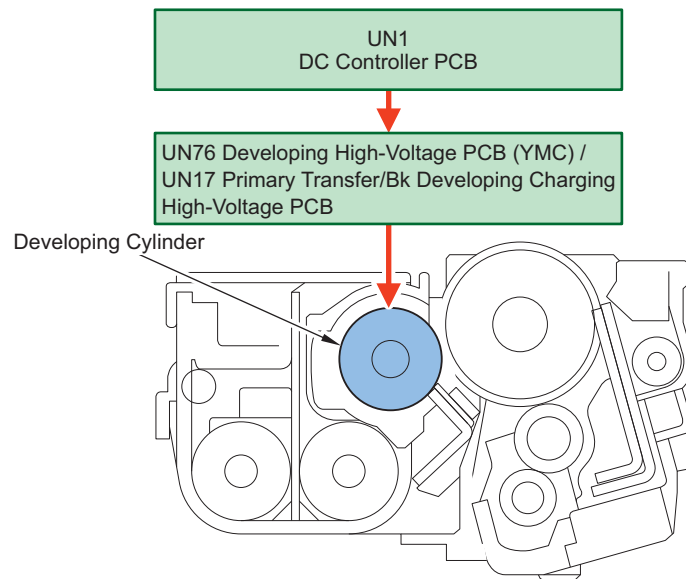 UN1
DC Controller PCB
UN76 Developing High-Voltage PCB (YMC) /
UN17 Primary Transfer/Bk Developing Charging
High-Voltage PCB
Developing Cylinder